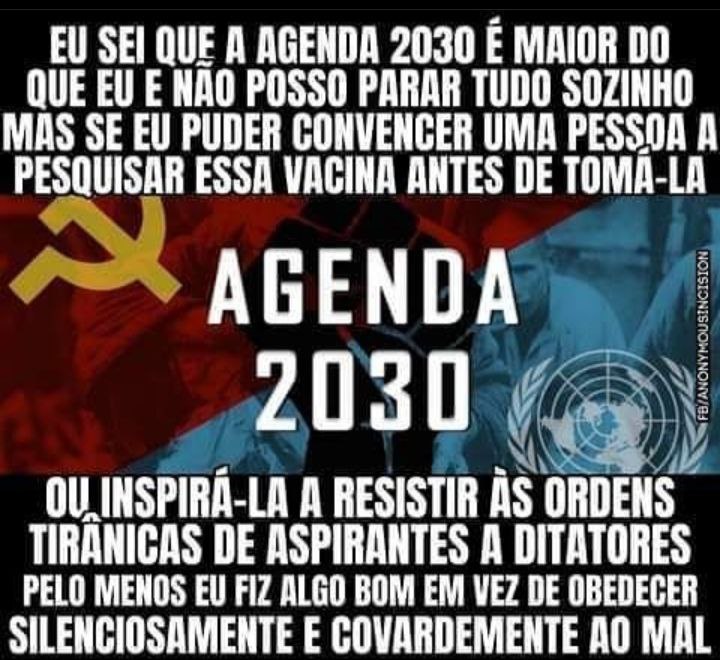 EU SEI QUE A AGENDA 2030 É MAIOR DO
QUE EU E NÃO POSSO PARAR TUDO SOZINHO
MAS SE EU PUDER CONVENCER UMA PESSOA A
PESQUISAR ESSA VACINA ANTES DE TOMÁ-LA
AGENDA
2030
FB/ANONYMOUSINCISION
OU INSPIRÁ-LA A RESISTIR ÀS ORDENS
TIRÂNICAS DE ASPIRANTES A DITATORES
PELO MENOS EU FIZ ALGO BOM EM VEZ DE OBEDECER
SILENCIOSAMENTE E COVARDEMENTE AO MAL